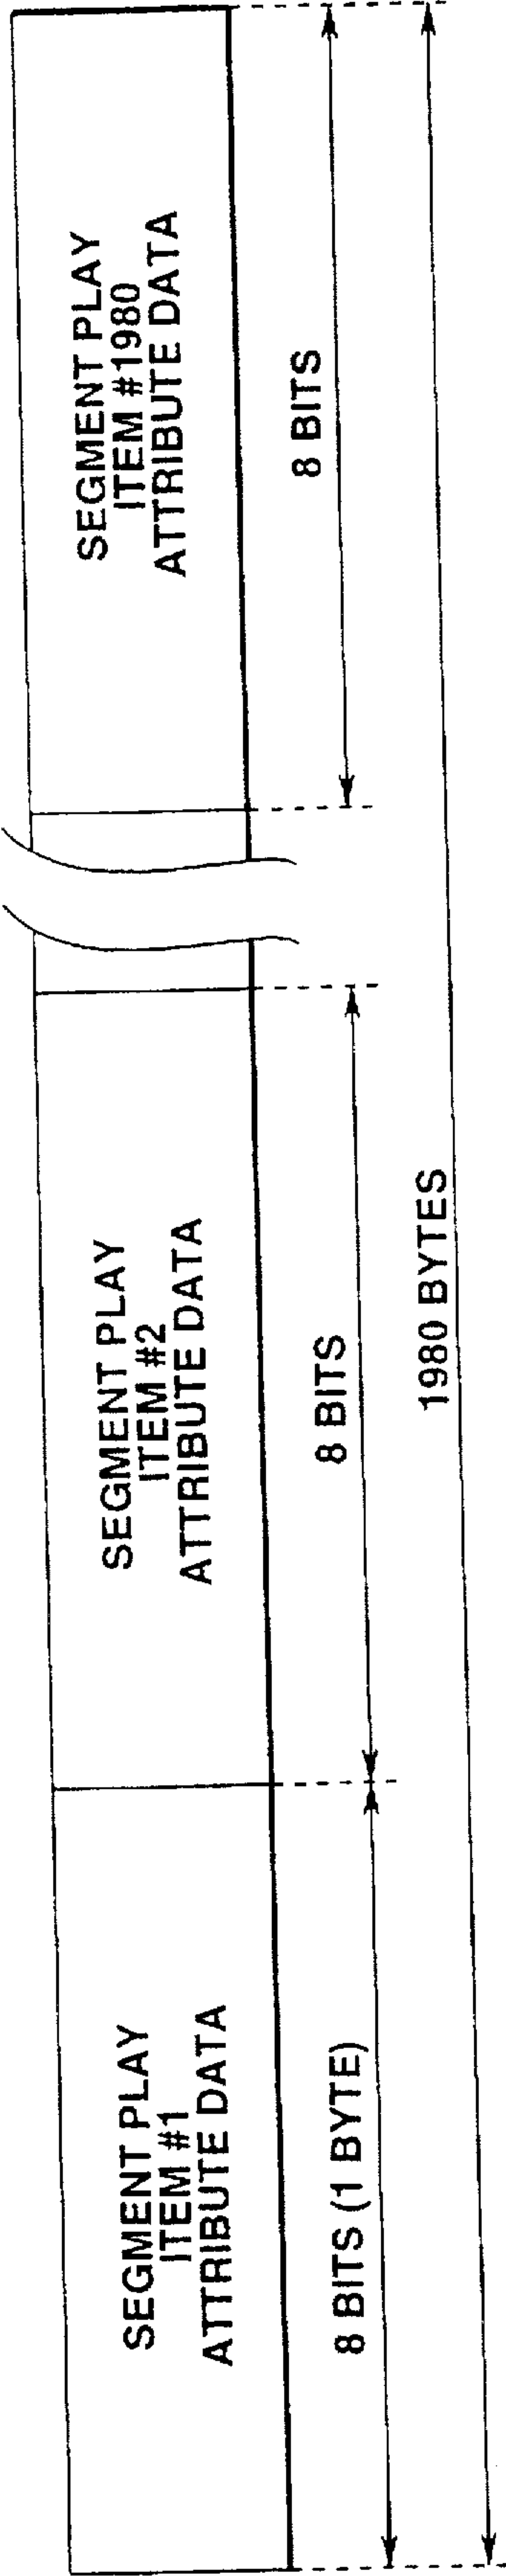 SEGMENT PLAY
ITEM #1
ATTRIBUTE DATA
SEGMENT PLAY
ITEM #2
ATTRIBUTE DATA
SEGMENT PLAY
ITEM #1980
ATTRIBUTE DATA
8 BITS (1 BYTE)
8 BITS
8 BITS
1980 BYTES